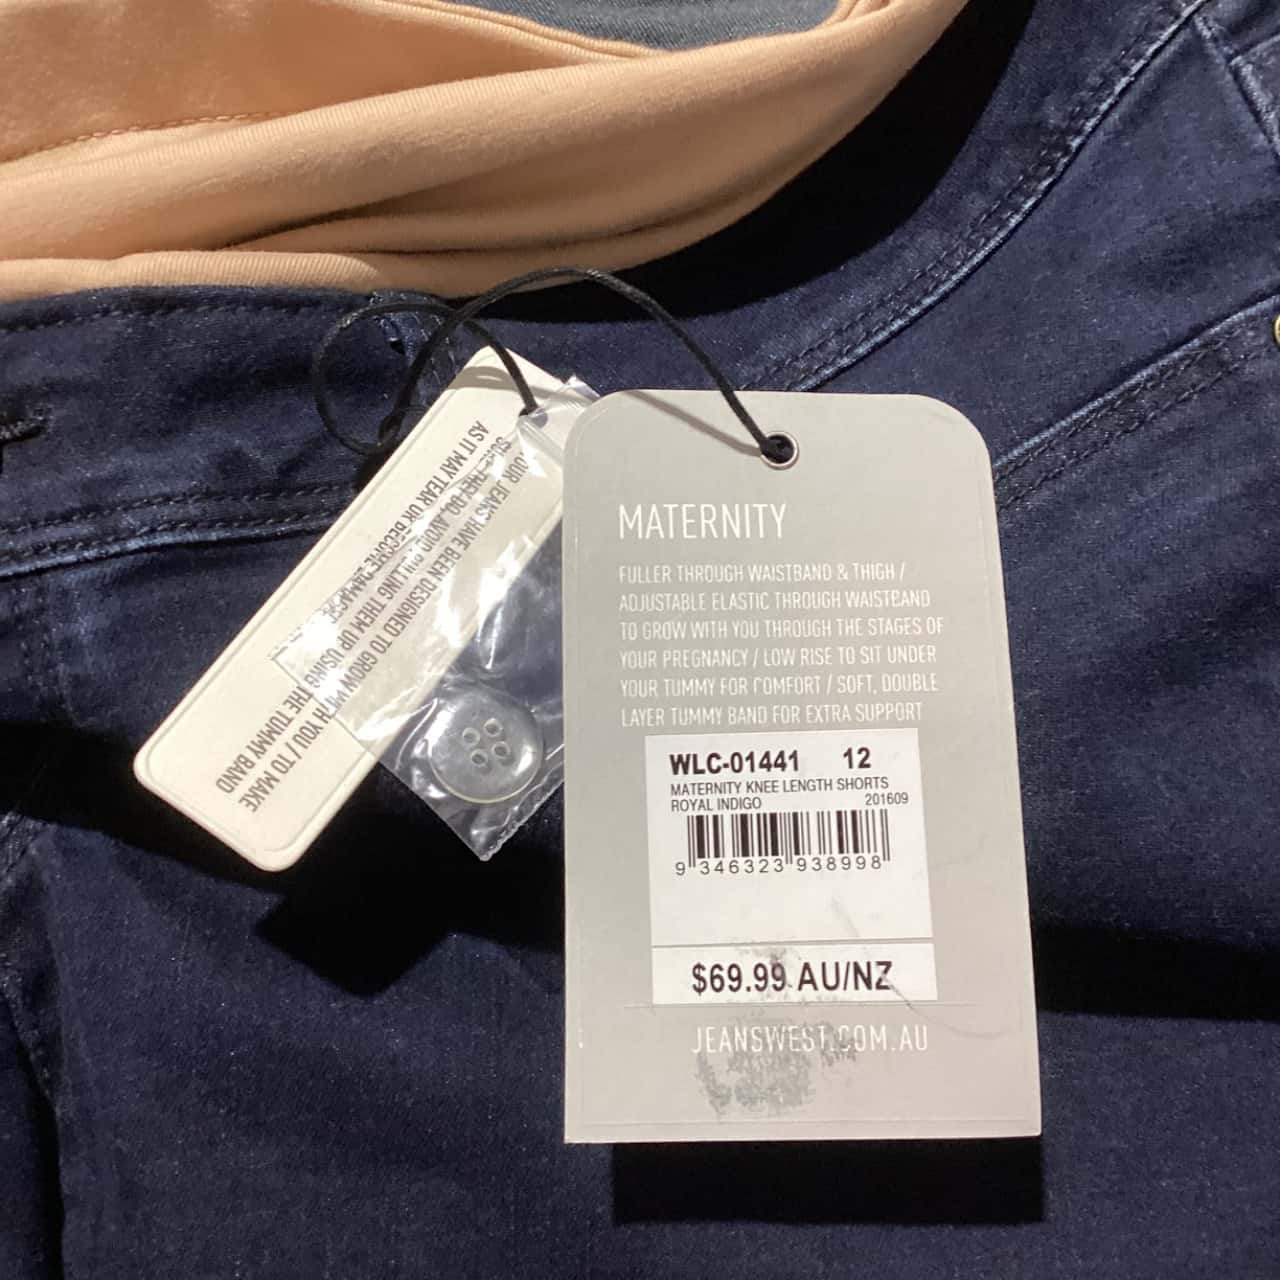 MATERNITY
FULLER THROUGH WAISTBAND & THIGH /
ADJUSTABLE ELASTIC THROUGH WAISTBAND
TO GROW WITH YOU THROUGH THE STAGES OF
YOUR PREGNANCY / LOW RISE TO SIT UNDER
YOUR TUMMY FOR COMFORT / SOFT, DOUBLE
LAYER TUMMY BAND FOR EXTRA SUPPORT
WLC-01441 12
MATERNITY KNEE LENGTH SHORTS
ROYAL INDIGO 201609
9 346323 938998
$69.99 AU/NZ
JEANSWEST.COM.AU
YOUR JEANS HAVE BEEN DESIGNED TO GROW WITH YOU / TO MAKE
SURE THEY DO, AVOID PULLING THEM UP USING THE TUMMY BAND
AS IT MAY TEAR OR BECOME DAMAGED